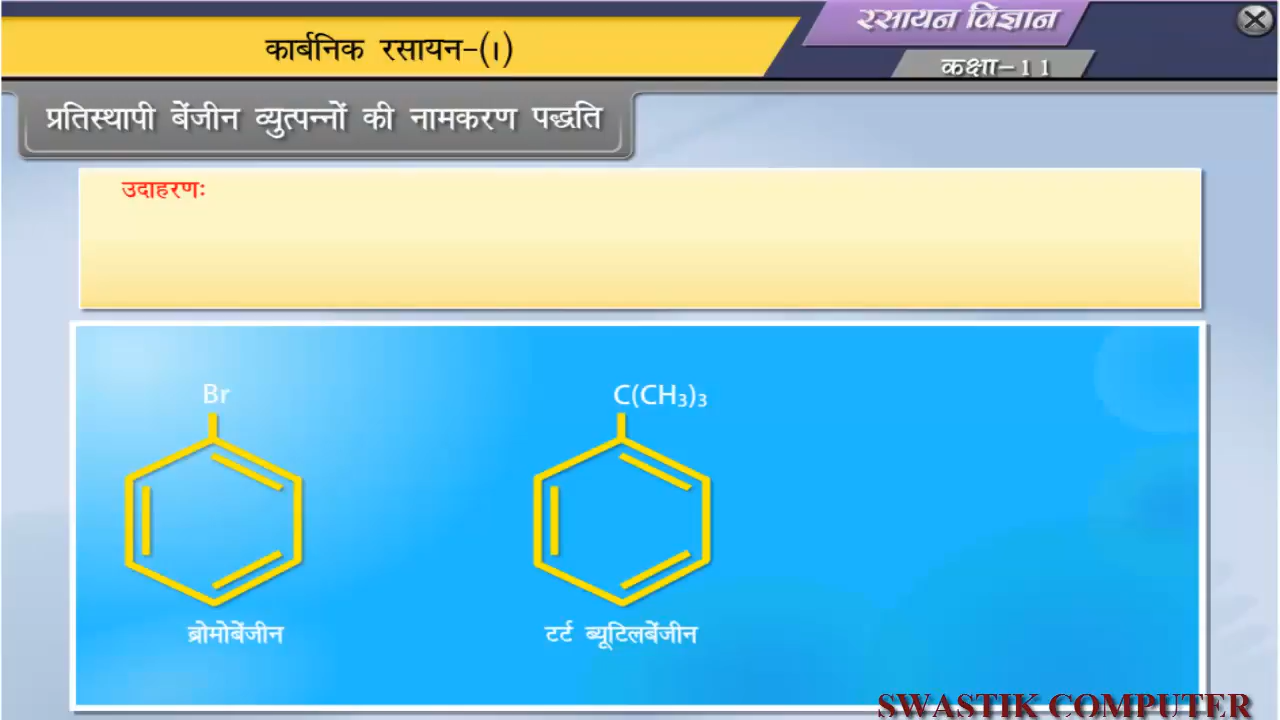 रसायन विज्ञान
कार्बनिक रसायन-(I)
कक्षा-11
प्रतिस्थापी बेंजीन व्युत्पन्नों की नामकरण पद्धति
उदाहरणः
Br
C(CH₃)₃
ब्रोमोबेंजीन
टर्ट ब्यूटिलबेंजीन
SWASTIK COMPUTER